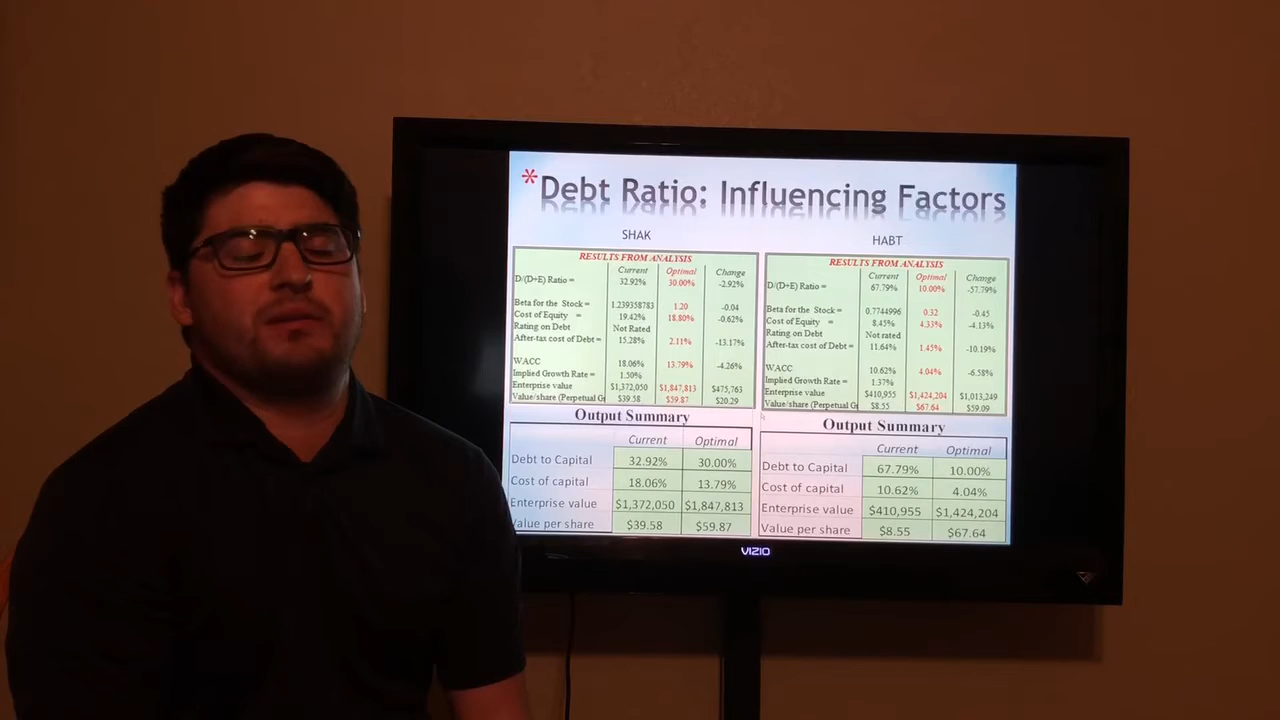 *Debt Ratio: Influencing Factors
SHAK
RESULTS FROM ANALYSIS
Current Optimal Change
D/(D+E) Ratio = 32.92% 30.00% -2.92%
Beta for the Stock = 1.239358783 1.20 -0.04
Cost of Equity = 19.42% 18.80% -0.62%
Rating on Debt Not Rated
After-tax cost of Debt = 15.28% 2.11% -13.17%
WACC 18.06% 13.79% -4.26%
Implied Growth Rate = 1.50%
Enterprise value $1,372,050 $1,847,813 $475,763
Value/share (Perpetual Gr $39.58 $59.87 $20.29
Output Summary
Current Optimal
Debt to Capital 32.92% 30.00%
Cost of capital 18.06% 13.79%
Enterprise value $1,372,050 $1,847,813
Value per share $39.58 $59.87
HABT
RESULTS FROM ANALYSIS
Current Optimal Change
D/(D+E) Ratio = 67.79% 10.00% -57.79%
Beta for the Stock = 0.7744996 0.32 -0.45
Cost of Equity = 8.45% 4.33% -4.13%
Rating on Debt Not rated
After-tax cost of Debt = 11.64% 1.45% -10.19%
WACC 10.62% 4.04% -6.58%
Implied Growth Rate = 1.37%
Enterprise value $410,955 $1,424,204 $1,013,249
Value/share (Perpetual Gr $8.55 $67.64 $59.09
Output Summary
Current Optimal
Debt to Capital 67.79% 10.00%
Cost of capital 10.62% 4.04%
Enterprise value $410,955 $1,424,204
Value per share $8.55 $67.64
VIZIO